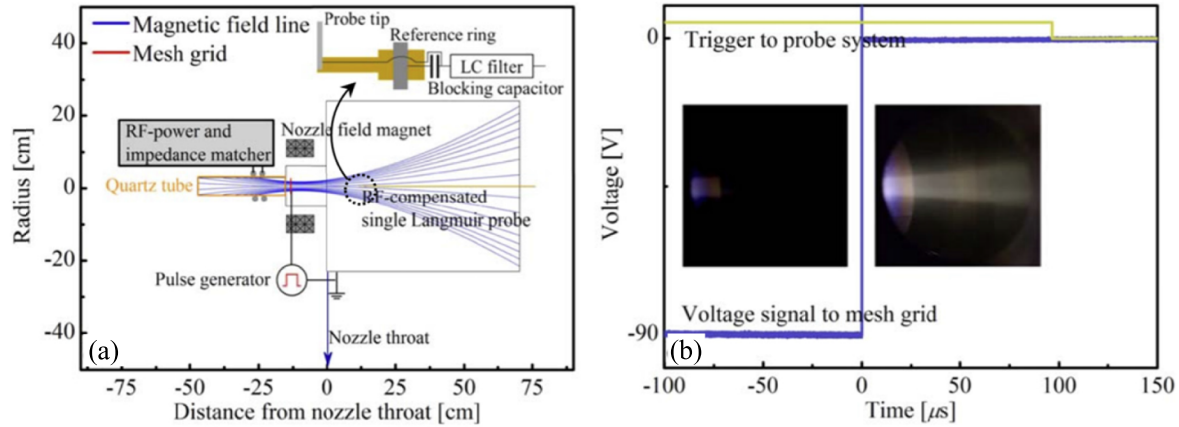 Magnetic field line
Mesh grid
Probe tip
Reference ring
LC filter
Blocking capacitor
RF-power and
impedance matcher
Nozzle field magnet
Quartz tube
RF-compensated
single Langmuir probe
Pulse generator
Nozzle throat
(a)
40
20
0
-20
-40
Radius [cm]
-75 -50 -25 0 25 50 75
Distance from nozzle throat [cm]
Trigger to probe system
Voltage signal to mesh grid
(b)
0
-90
Voltage [V]
-100 -50 0 50 100 150
Time [μs]